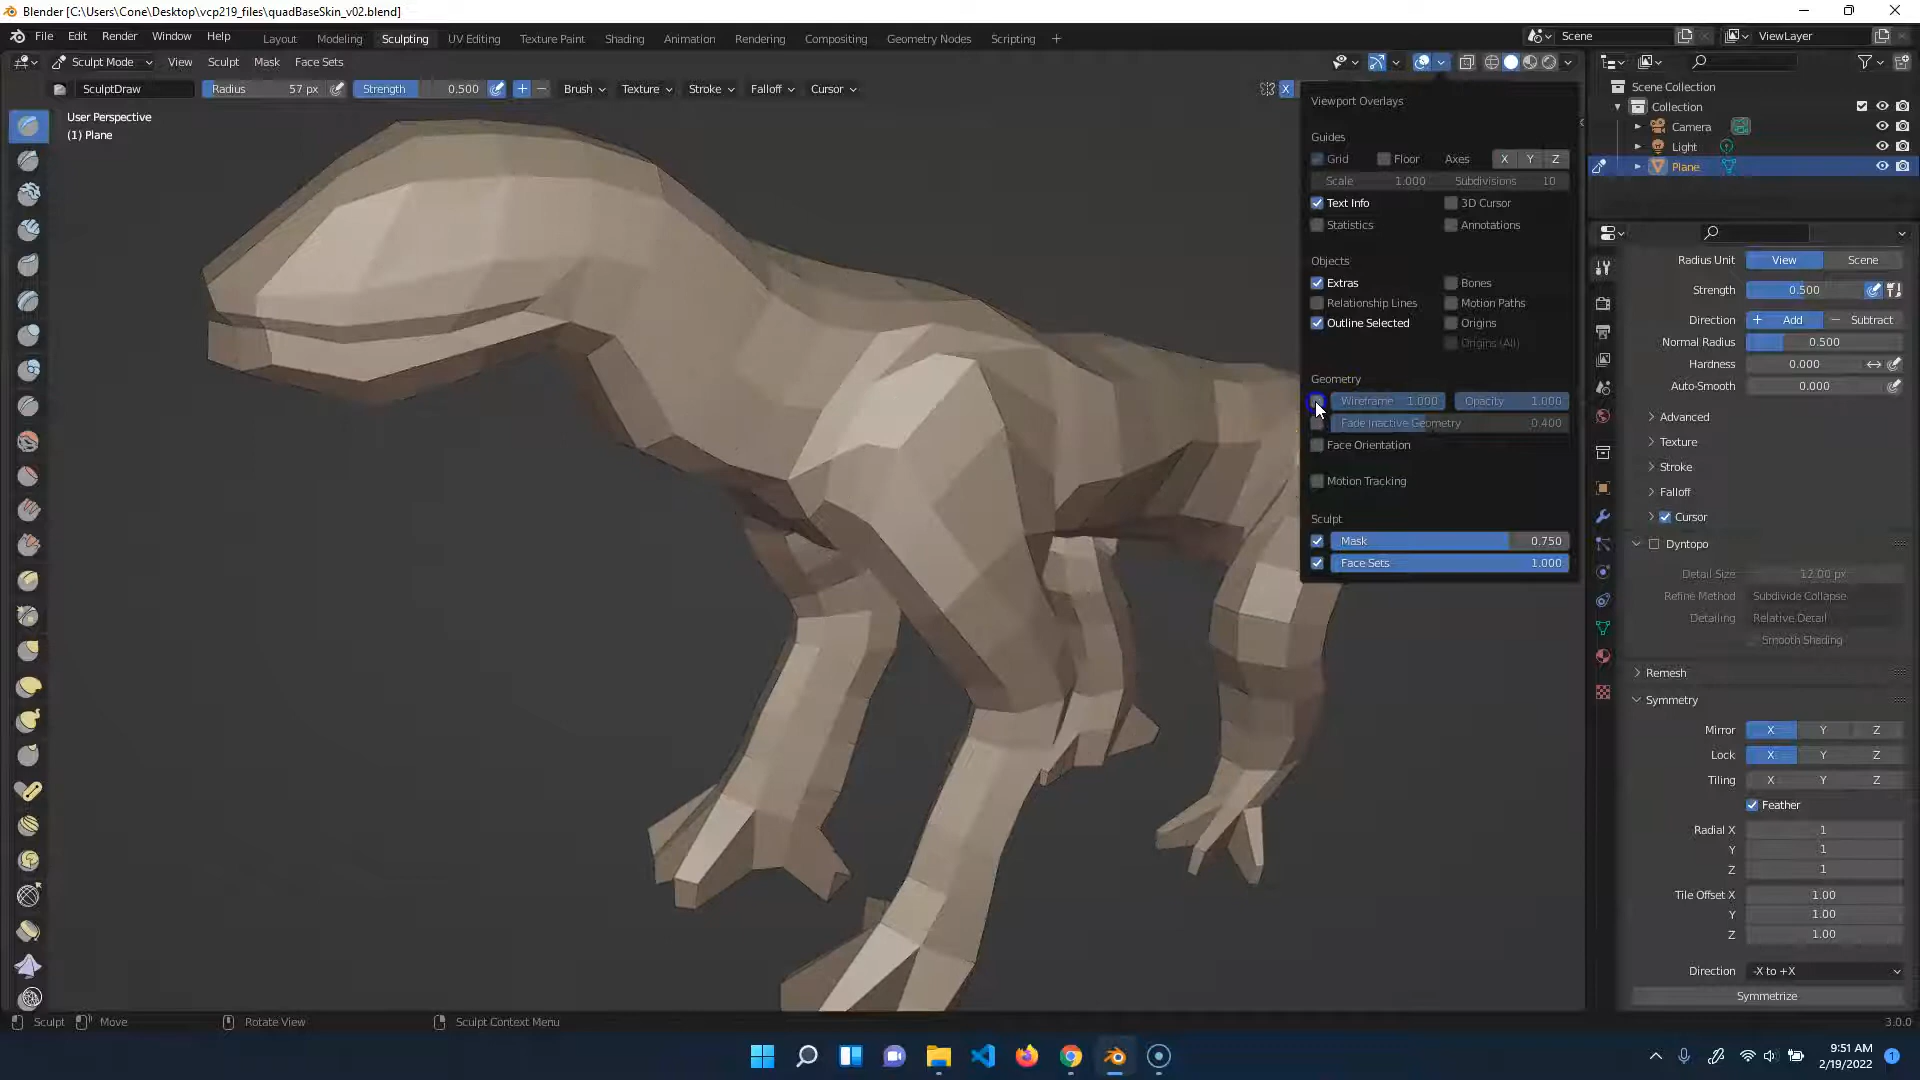 Blender [C:\Users\Cone\Desktop\vcp219_files\quadBaseSkin_v02.blend]
File Edit Render Window Help Layout Modeling Sculpting UV Editing Texture Paint Shading Animation Rendering Compositing Geometry Nodes Scripting + Scene ViewLayer
Sculpt Mode View Sculpt Mask Face Sets
SculptDraw Radius 57 px Strength 0.500 + − Brush Texture Stroke Falloff Cursor X
User Perspective
(1) Plane
Viewport Overlays
Guides
Grid Floor Axes X Y Z
Scale 1.000 Subdivisions 10
Text Info 3D Cursor
Statistics Annotations
Objects
Extras Bones
Relationship Lines Motion Paths
Outline Selected Origins
Origins (All)
Geometry
Wireframe 1.000 Opacity 1.000
Fade Inactive Geometry 0.400
Face Orientation
Motion Tracking
Sculpt
Mask 0.750
Face Sets 1.000
Scene Collection
Collection
Camera
Light
Plane
Radius Unit View Scene
Strength 0.500
Direction + Add − Subtract
Normal Radius 0.500
Hardness 0.000
Auto-Smooth 0.000
Advanced
Texture
Stroke
Falloff
Cursor
Dyntopo
Detail Size 12.00 px
Refine Method Subdivide Collapse
Detailing Relative Detail
Smooth Shading
Remesh
Symmetry
Mirror X Y Z
Lock X Y Z
Tiling X Y Z
Feather
Radial X 1
Y 1
Z 1
Tile Offset X 1.00
Y 1.00
Z 1.00
Direction -X to +X
Symmetrize
Sculpt Move Rotate View Sculpt Context Menu 3.0.0
9:51 AM
2/19/2022
1